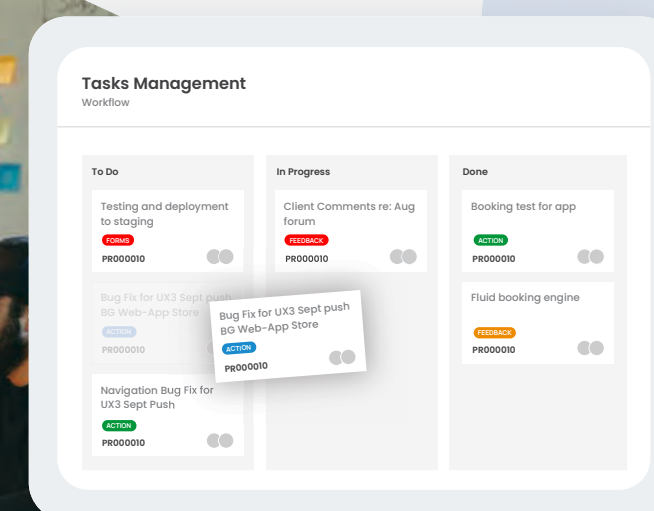 Tasks Management
Workflow
To Do
Testing and deployment
to staging
FORMS
PR000010
Bug Fix for UX3 Sept push
BG Web-App Store
ACTION
PR000010
Navigation Bug Fix for
UX3 Sept Push
ACTION
PR000010
In Progress
Client Comments re: Aug
forum
FEEDBACK
PR000010
Bug Fix for UX3 Sept push
BG Web-App Store
ACTION
PR000010
Done
Booking test for app
ACTION
PR000010
Fluid booking engine
FEEDBACK
PR000010